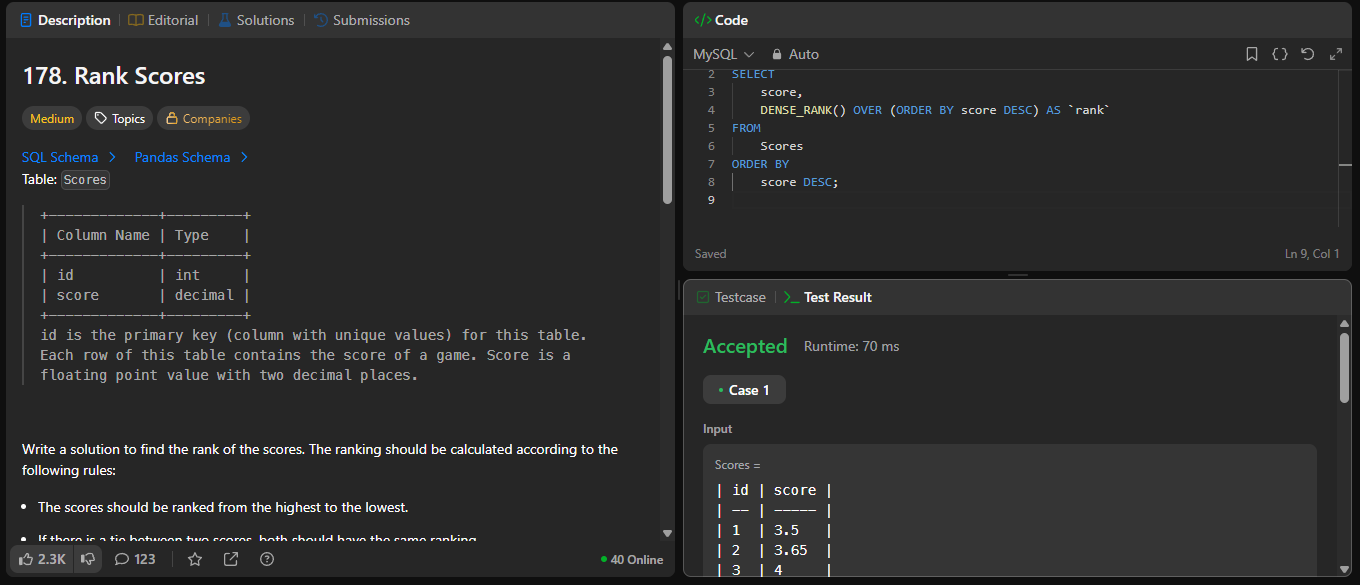 Description
Editorial
Solutions
Submissions
178. Rank Scores
Medium
Topics
Companies
SQL Schema >
Pandas Schema >
Table: Scores
+-------------+---------+
| Column Name | Type    |
+-------------+---------+
| id          | int     |
| score       | decimal |
+-------------+---------+
id is the primary key (column with unique values) for this table.
Each row of this table contains the score of a game. Score is a
floating point value with two decimal places.
Write a solution to find the rank of the scores. The ranking should be calculated according to the
following rules:
• The scores should be ranked from the highest to the lowest.
• If there is a tie between two scores, both should have the same ranking.
2.3K
123
40 Online
</> Code
MySQL
Auto
2 SELECT
3     score,
4     DENSE_RANK() OVER (ORDER BY score DESC) AS `rank`
5 FROM
6     Scores
7 ORDER BY
8     score DESC;
9
Saved
Ln 9, Col 1
Testcase
>_ Test Result
Accepted
Runtime: 70 ms
• Case 1
Input
Scores =
| id | score |
| -- | ----- |
| 1  | 3.5   |
| 2  | 3.65  |
| 3  | 4     |